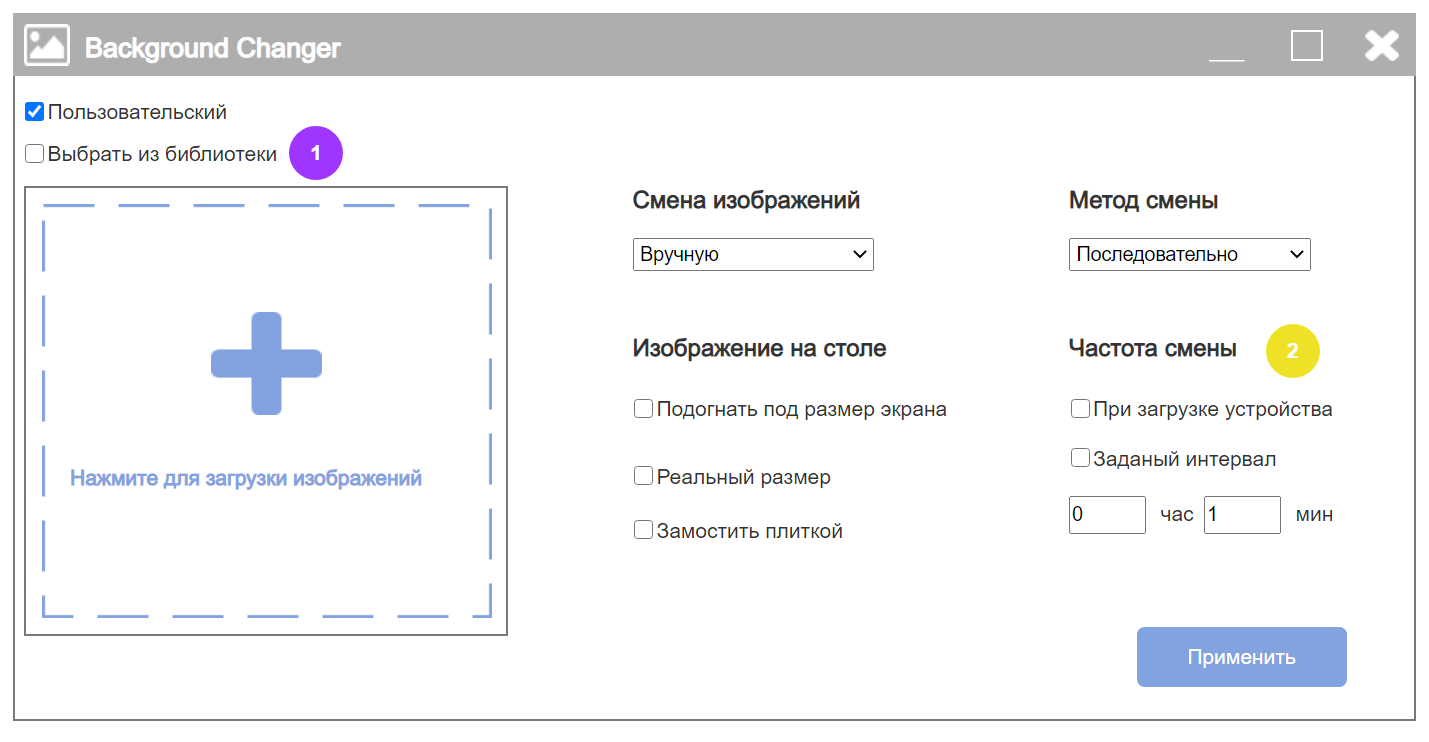 Background Changer
Пользовательский
Выбрать из библиотеки 1
Нажмите для загрузки изображений
Смена изображений
Вручную
Изображение на столе
Подогнать под размер экрана
Реальный размер
Замостить плиткой
Метод смены
Последовательно
Частота смены 2
При загрузке устройства
Заданый интервал
0 час 1 мин
Применить